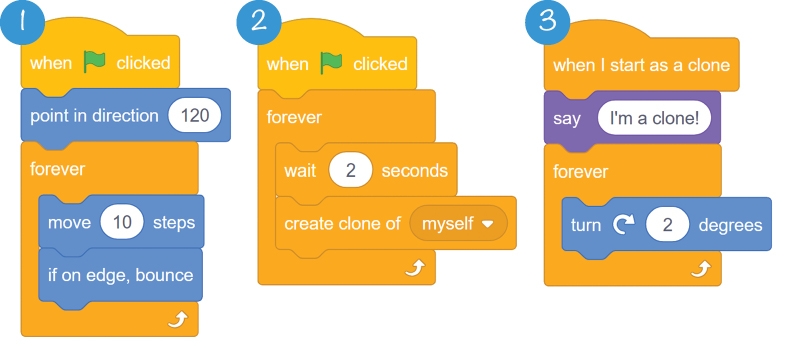 1
when clicked
point in direction 120
forever
move 10 steps
if on edge, bounce
2
when clicked
forever
wait 2 seconds
create clone of myself
3
when I start as a clone
say I'm a clone!
forever
turn 2 degrees